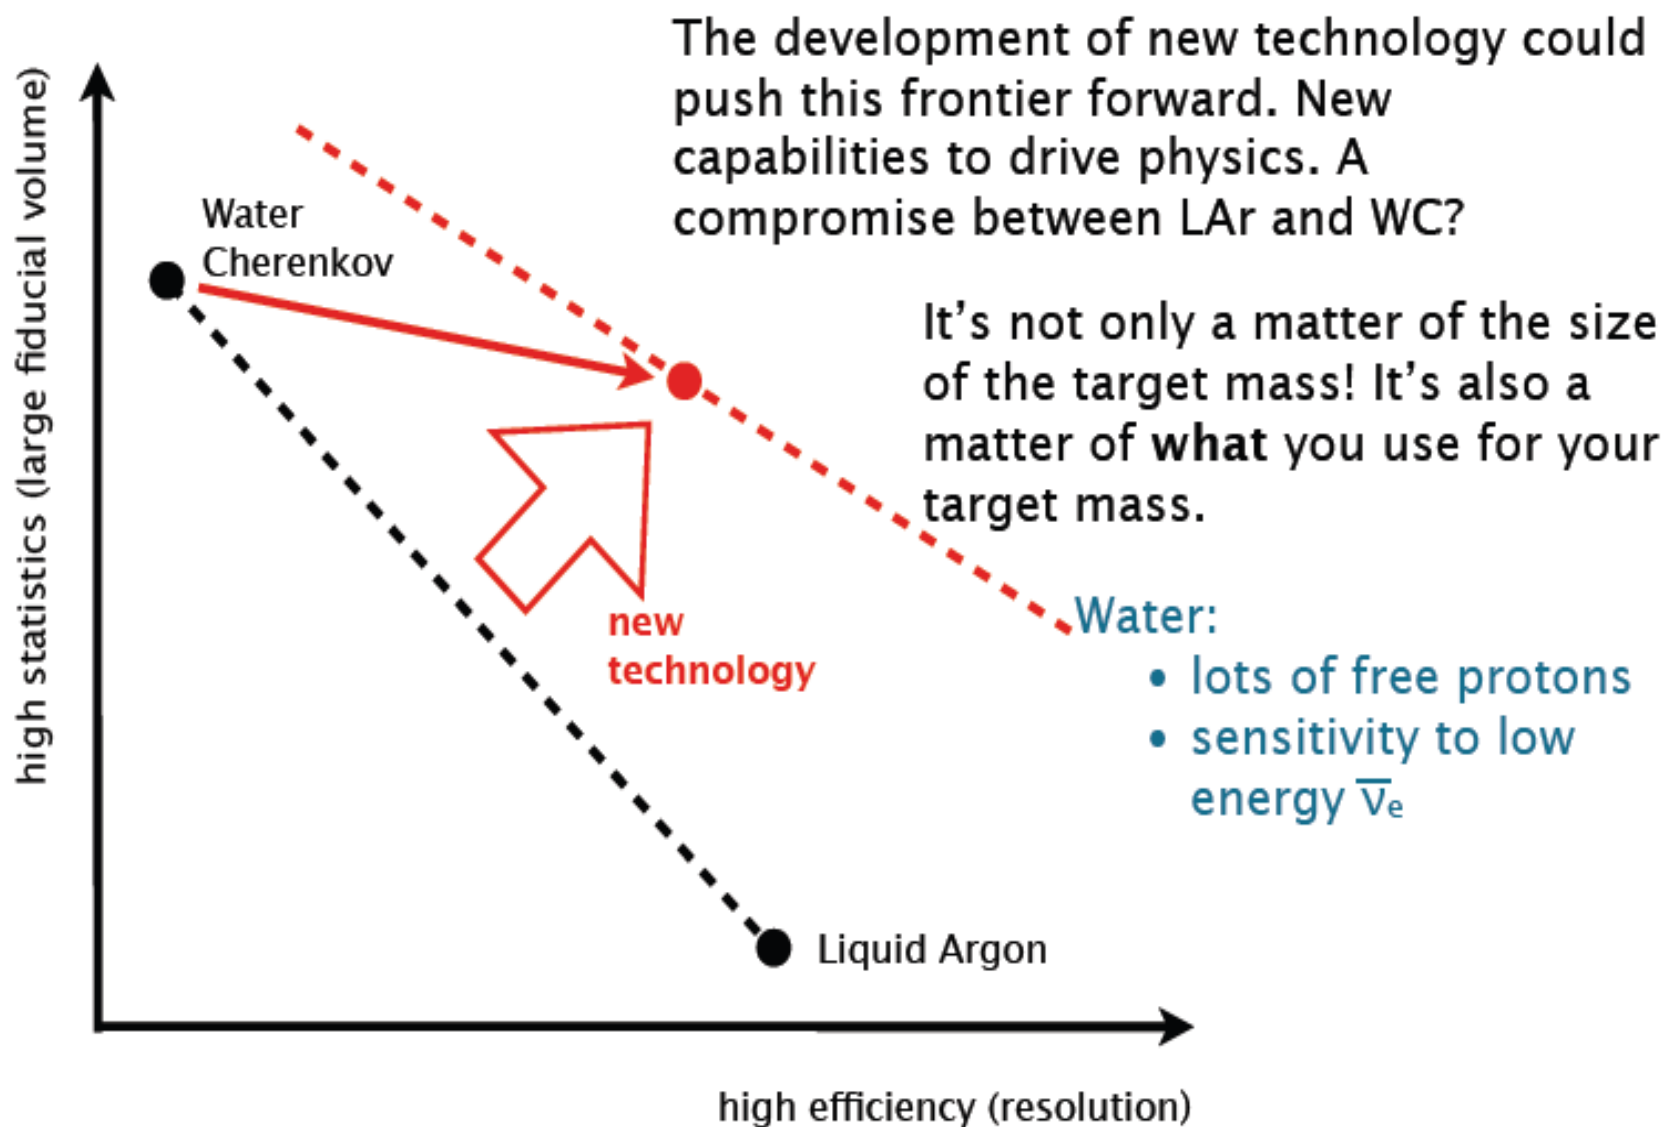 The development of new technology could
push this frontier forward. New
capabilities to drive physics. A
compromise between LAr and WC?
high statistics (large fiducial volume)
Water
Cherenkov
It’s not only a matter of the size
of the target mass! It’s also a
matter of what you use for your
target mass.
new
technology
Water:
• lots of free protons
• sensitivity to low
energy ν̅ₑ
Liquid Argon
high efficiency (resolution)